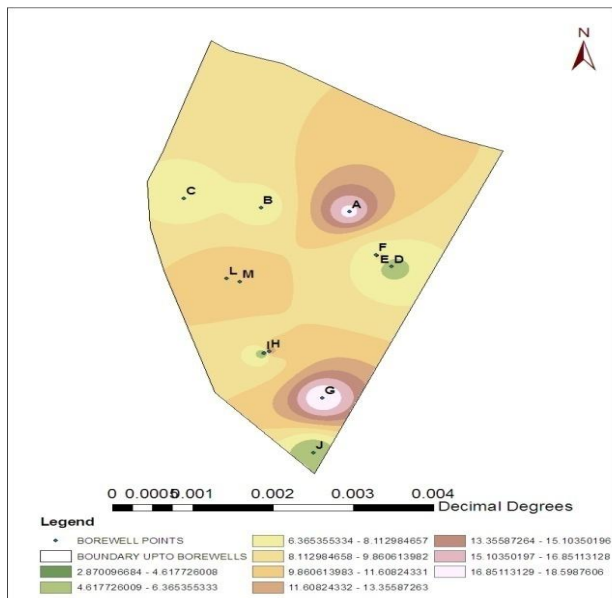 N
C
B
A
F
E D
L M
I H
G
J
0 0.00050.001 0.002 0.003 0.004
Decimal Degrees
Legend
BOREWELL POINTS
BOUNDARY UPTO BOREWELLS
2.870096684 - 4.617726008
4.617726009 - 6.365355333
6.365355334 - 8.112984657
8.112984658 - 9.860613982
9.860613983 - 11.60824331
11.60824332 - 13.35587263
13.35587264 - 15.10350196
15.10350197 - 16.85113128
16.85113129 - 18.5987606